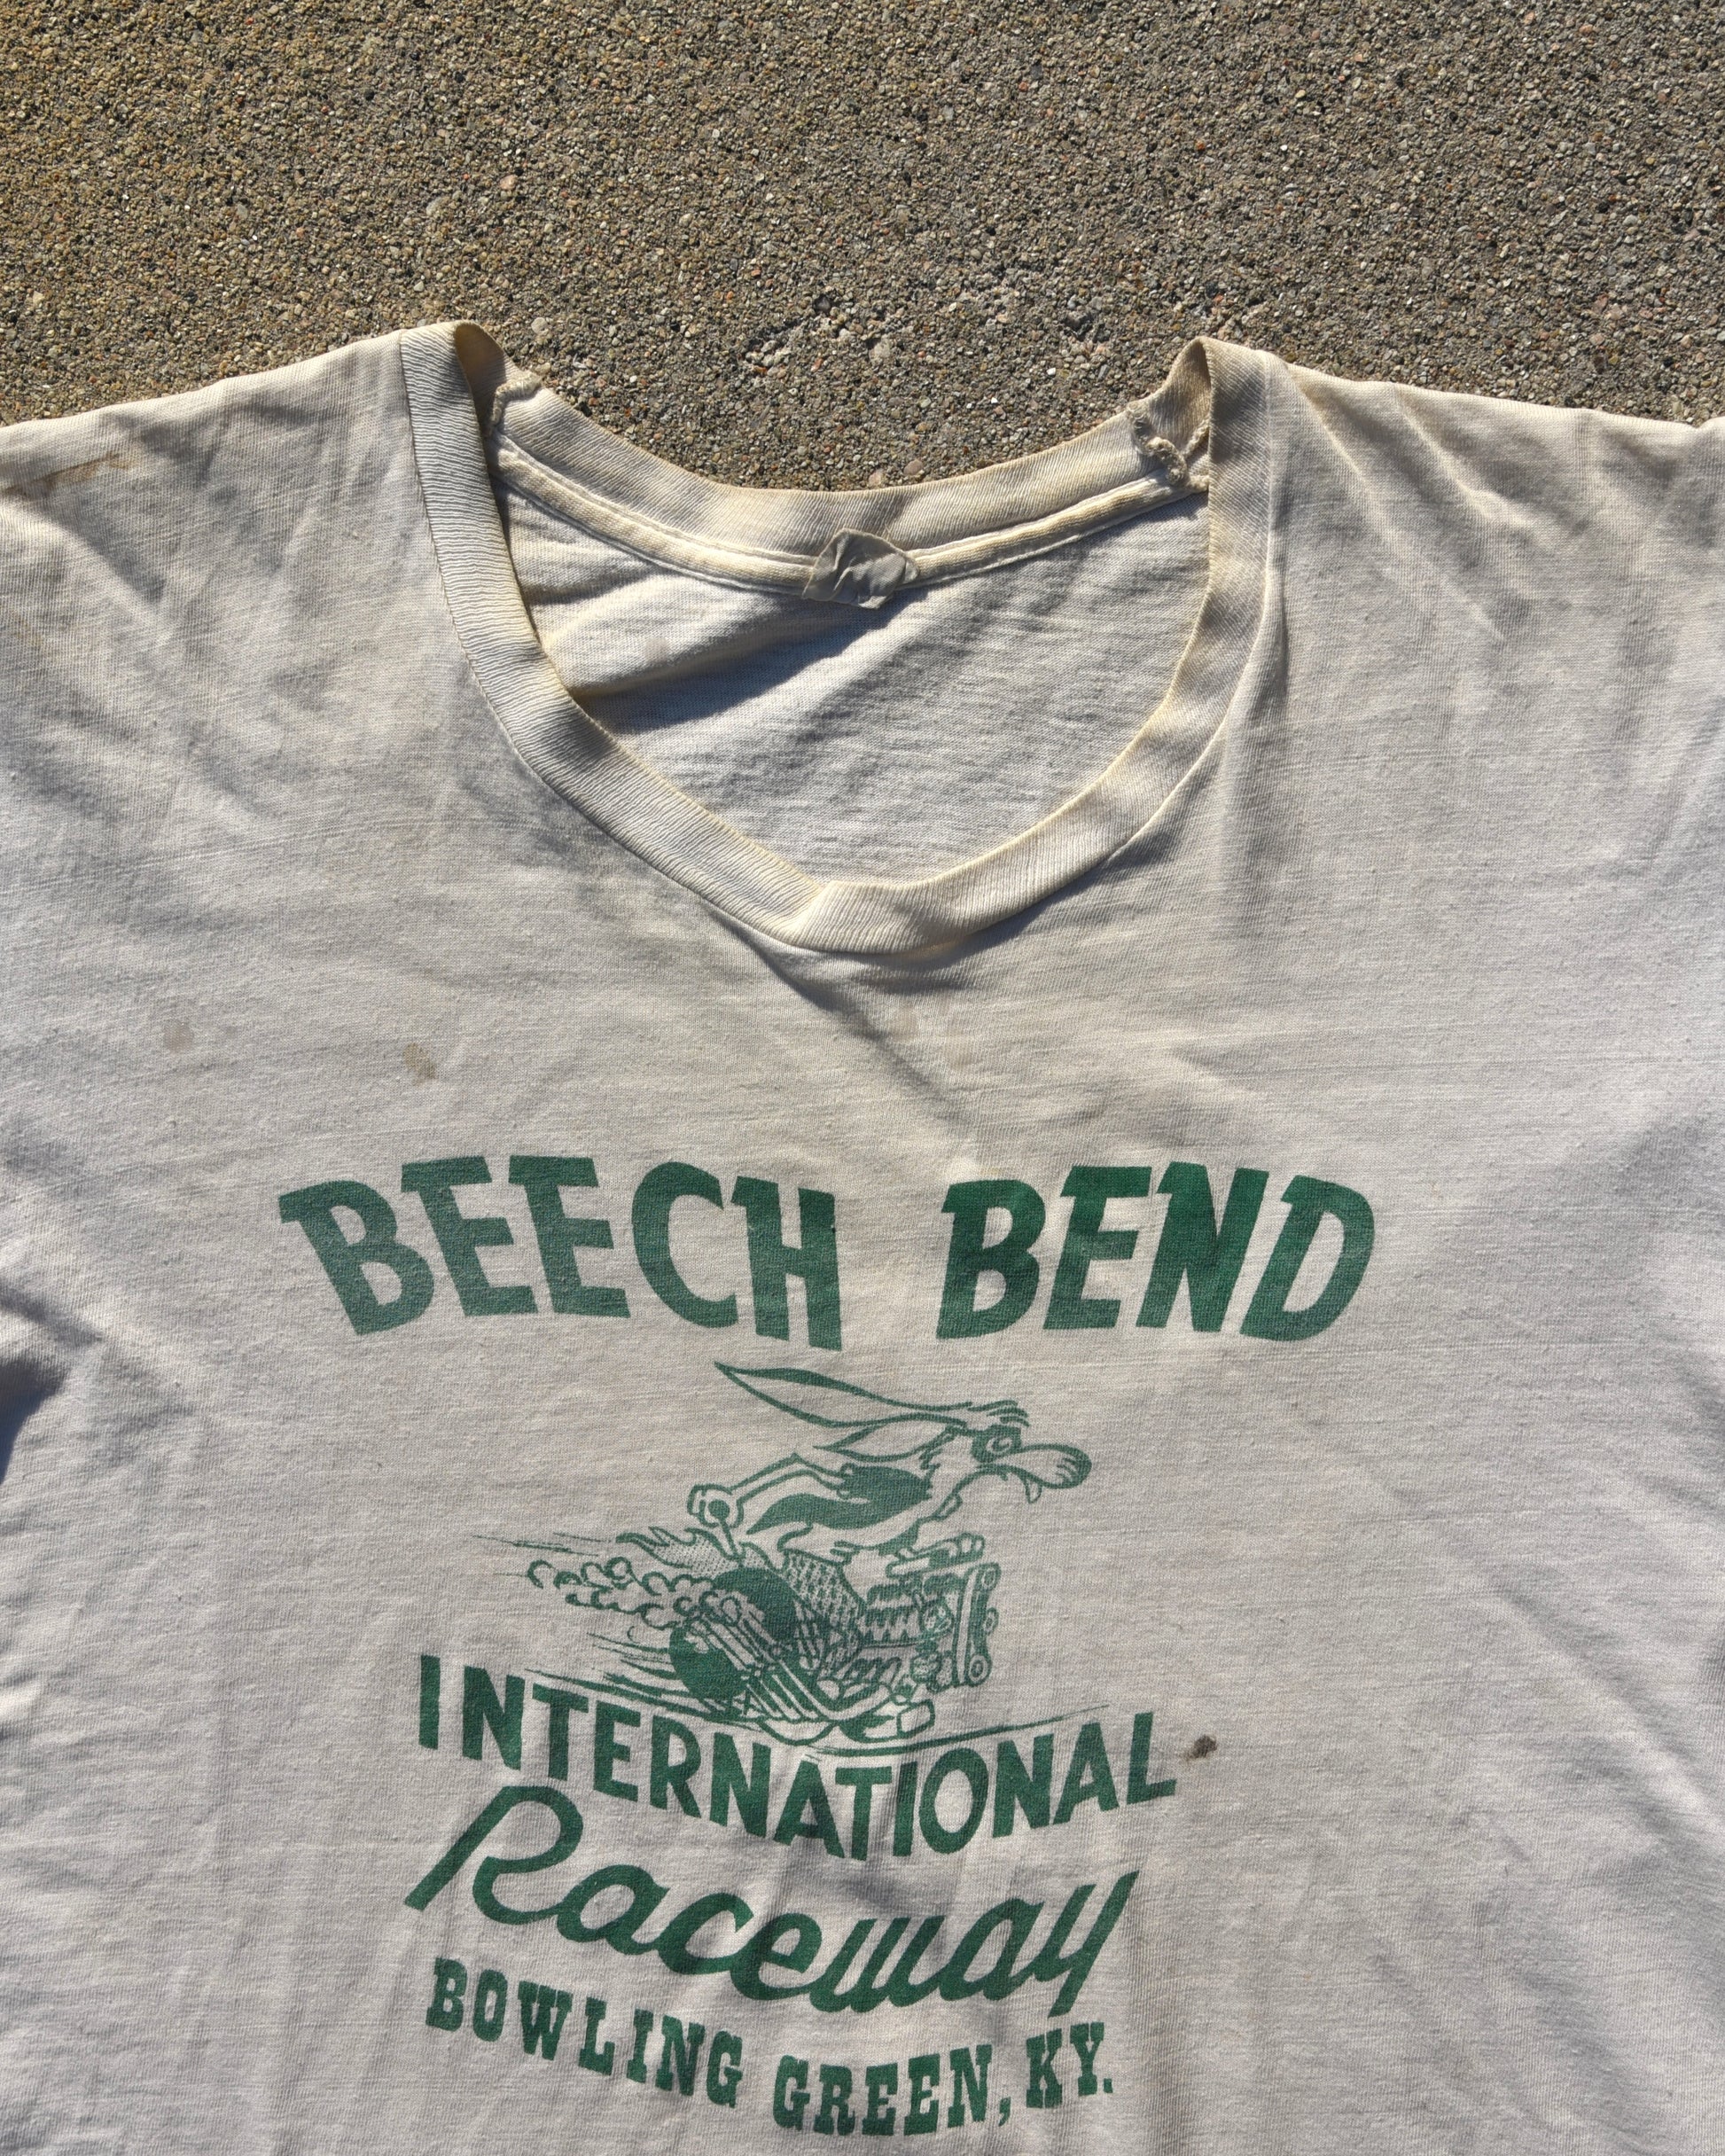 BEECH BEND
INTERNATIONAL
Raceway
BOWLING GREEN, KY.